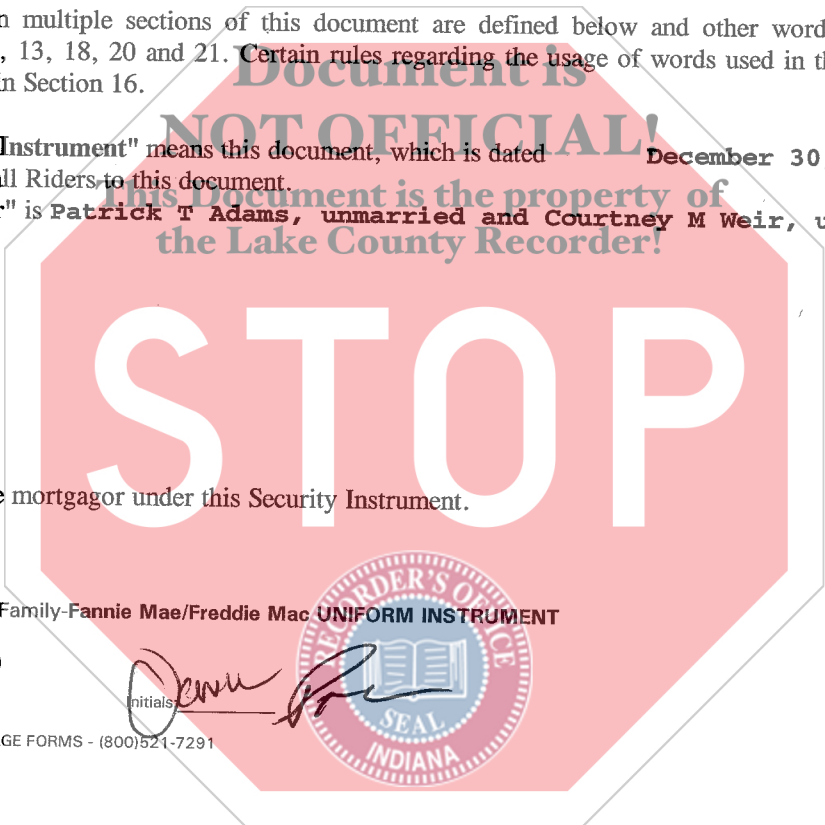 n multiple sections of this document are defined below and other word
, 13, 18, 20 and 21. Certain rules regarding the usage of words used in th
in Section 16.
Document is
NOT OFFICIAL!
Instrument" means this document, which is dated December 30
ll Riders to this document.
This Document is the property of
r" is Patrick T Adams, unmarried and Courtney M Weir, u
the Lake County Recorder!
STOP
e mortgagor under this Security Instrument.
Family-Fannie Mae/Freddie Mac UNIFORM INSTRUMENT
RECORDER'S OFFICE
SEAL
INDIANA
Initials:
GE FORMS - (800)521-7291